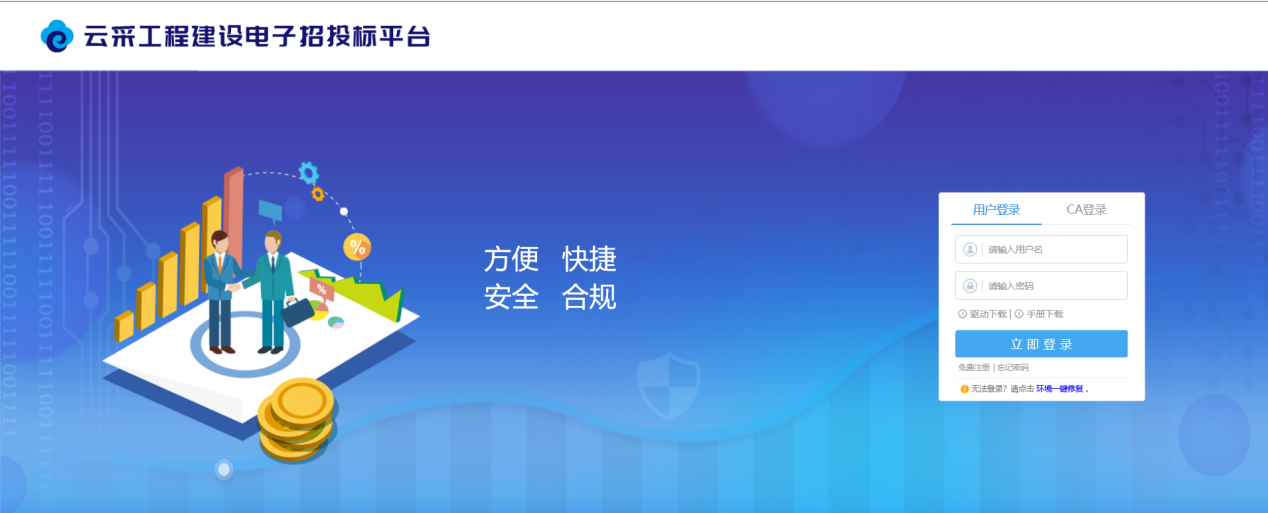 云采工程建设电子招投标平台
方便 快捷
安全 合规
用户登录 CA登录
请输入用户名
请输入密码
驱动下载 | 手册下载
立即登录
免费注册 | 忘记密码
无法登录？请点击 环境一键修复 。
%
%